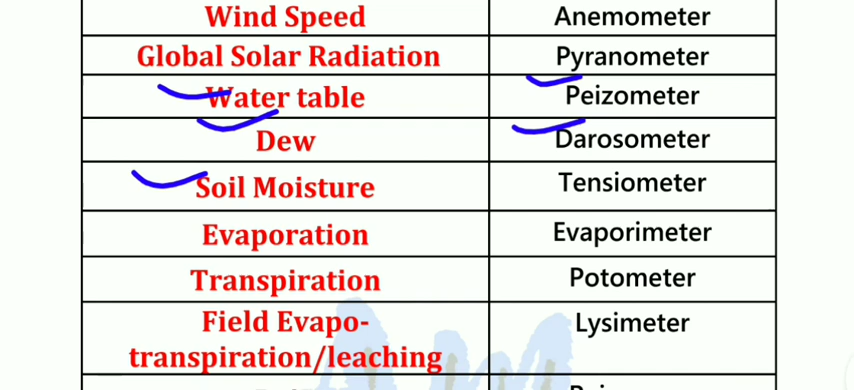 Wind Speed Anemometer
Global Solar Radiation Pyranometer
Water table Peizometer
Dew Darosometer
Soil Moisture Tensiometer
Evaporation Evaporimeter
Transpiration Potometer
Field Evapo- Lysimeter
transpiration/leaching